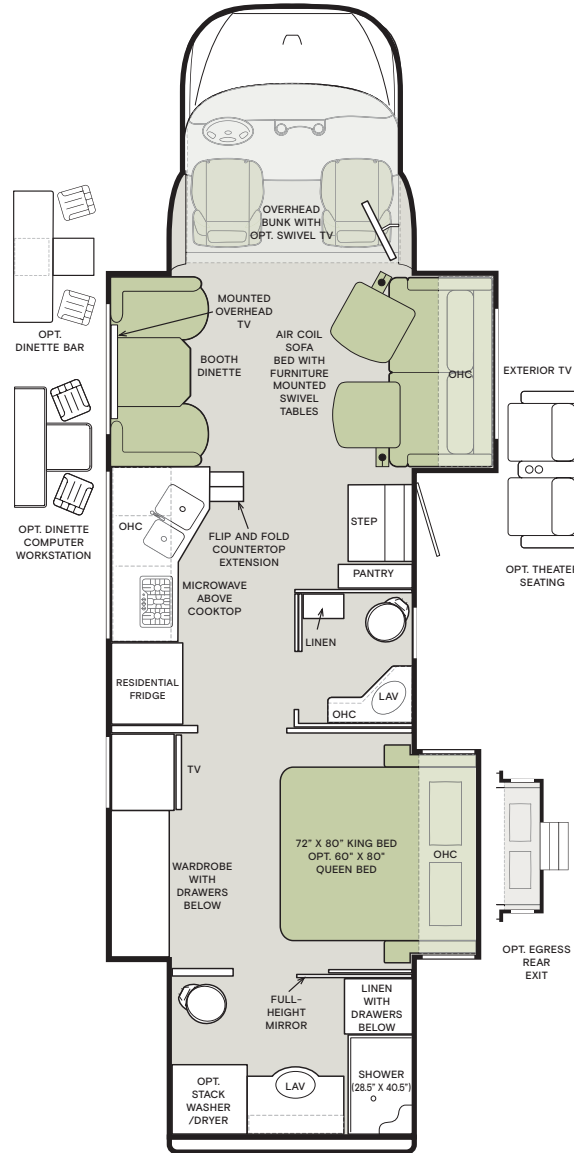 OVERHEAD
BUNK WITH
OPT. SWIVEL TV
MOUNTED
OVERHEAD
TV
OPT.
DINETTE BAR
BOOTH
DINETTE
AIR COIL
SOFA
BED WITH
FURNITURE
MOUNTED
SWIVEL
TABLES
OHC
EXTERIOR TV
OPT. DINETTE
COMPUTER
WORKSTATION
OHC
FLIP AND FOLD
COUNTERTOP
EXTENSION
STEP
OPT. THEATER
SEATING
PANTRY
MICROWAVE
ABOVE
COOKTOP
LINEN
RESIDENTIAL
FRIDGE
LAV
OHC
TV
72" X 80" KING BED
OPT. 60" X 80"
QUEEN BED
OHC
WARDROBE
WITH
DRAWERS
BELOW
OPT. EGRESS
REAR
EXIT
FULL-
HEIGHT
MIRROR
LINEN
WITH
DRAWERS
BELOW
OPT.
STACK
WASHER
/DRYER
LAV
SHOWER
(28.5" X 40.5")